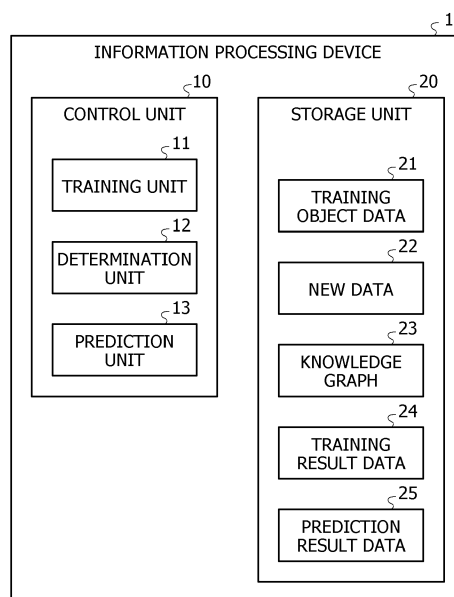 1
INFORMATION PROCESSING DEVICE
10
CONTROL UNIT
11
TRAINING UNIT
12
DETERMINATION
UNIT
13
PREDICTION
UNIT
20
STORAGE UNIT
21
TRAINING
OBJECT DATA
22
NEW DATA
23
KNOWLEDGE
GRAPH
24
TRAINING
RESULT DATA
25
PREDICTION
RESULT DATA